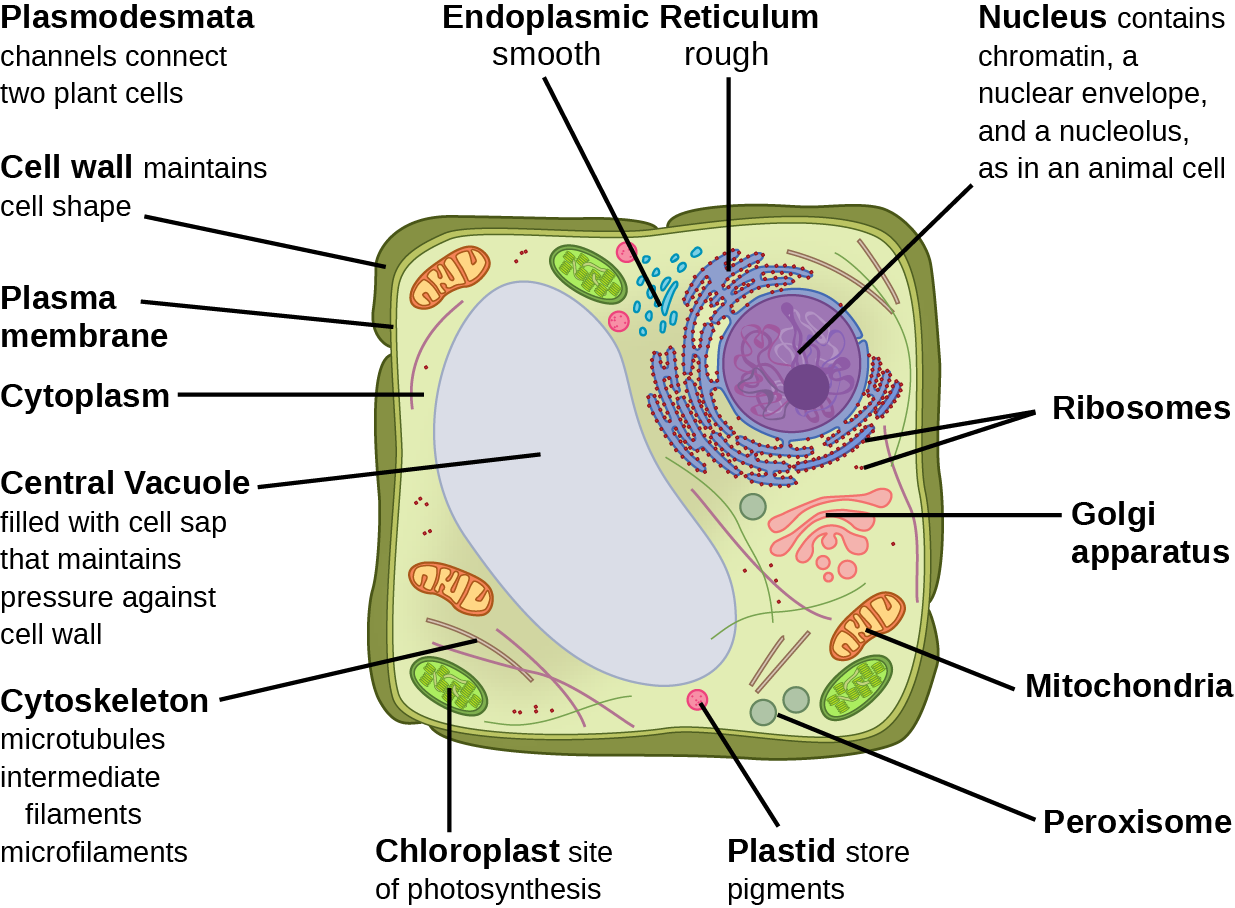 Plasmodesmata
channels connect
two plant cells
Endoplasmic Reticulum
smooth rough
Nucleus contains
chromatin, a
nuclear envelope,
and a nucleolus,
as in an animal cell
Cell wall maintains
cell shape
Plasma
membrane
Cytoplasm
Central Vacuole
filled with cell sap
that maintains
pressure against
cell wall
Cytoskeleton
microtubules
intermediate
filaments
microfilaments
Ribosomes
Golgi
apparatus
Mitochondria
Peroxisome
Chloroplast site
of photosynthesis
Plastid store
pigments